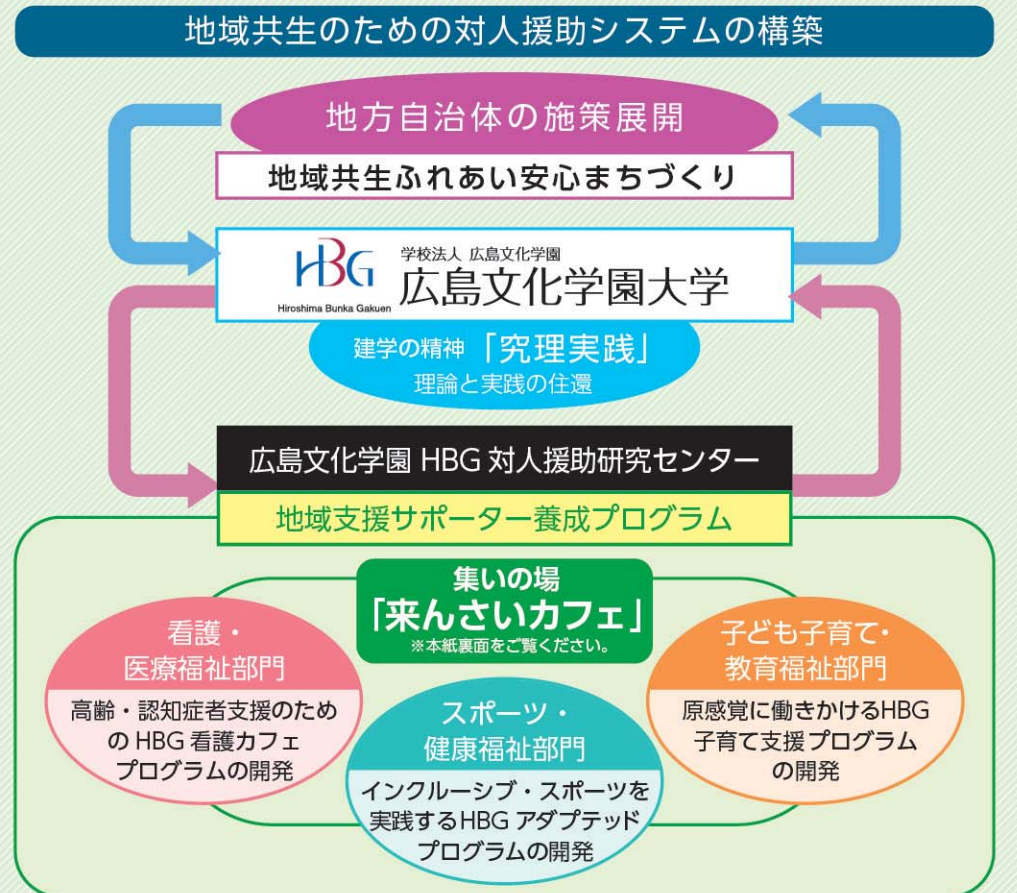 地域共生のための対人援助システムの構築
地方自治体の施策展開
地域共生ふれあい安心まちづくり
HBG
Hiroshima Bunka Gakuen
学校法人 広島文化学園
広島文化学園大学
建学の精神「究理実践」
理論と実践の住還
広島文化学園 HBG 対人援助研究センター
地域支援サポーター養成プログラム
集いの場
「来んさいカフェ」
※本紙裏面をご覧ください。
看護・
医療福祉部門
高齢・認知症者支援のため
の HBG 看護カフェ
プログラムの開発
スポーツ・
健康福祉部門
インクルーシブ・スポーツを
実践するHBG アダプテッド
プログラムの開発
子ども子育て・
教育福祉部門
原感覚に働きかけるHBG
子育て支援プログラム
の開発